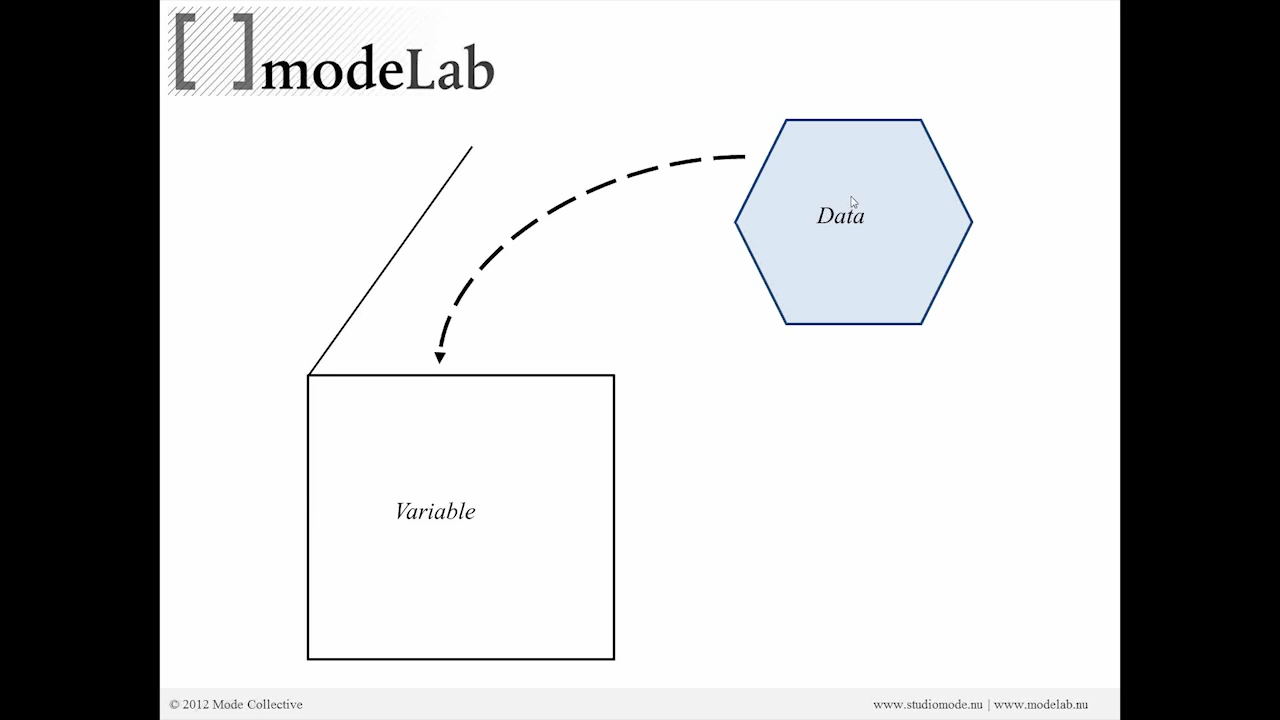 [ ] modeLab
Data
Variable
© 2012 Mode Collective
www.studiomode.nu | www.modelab.nu